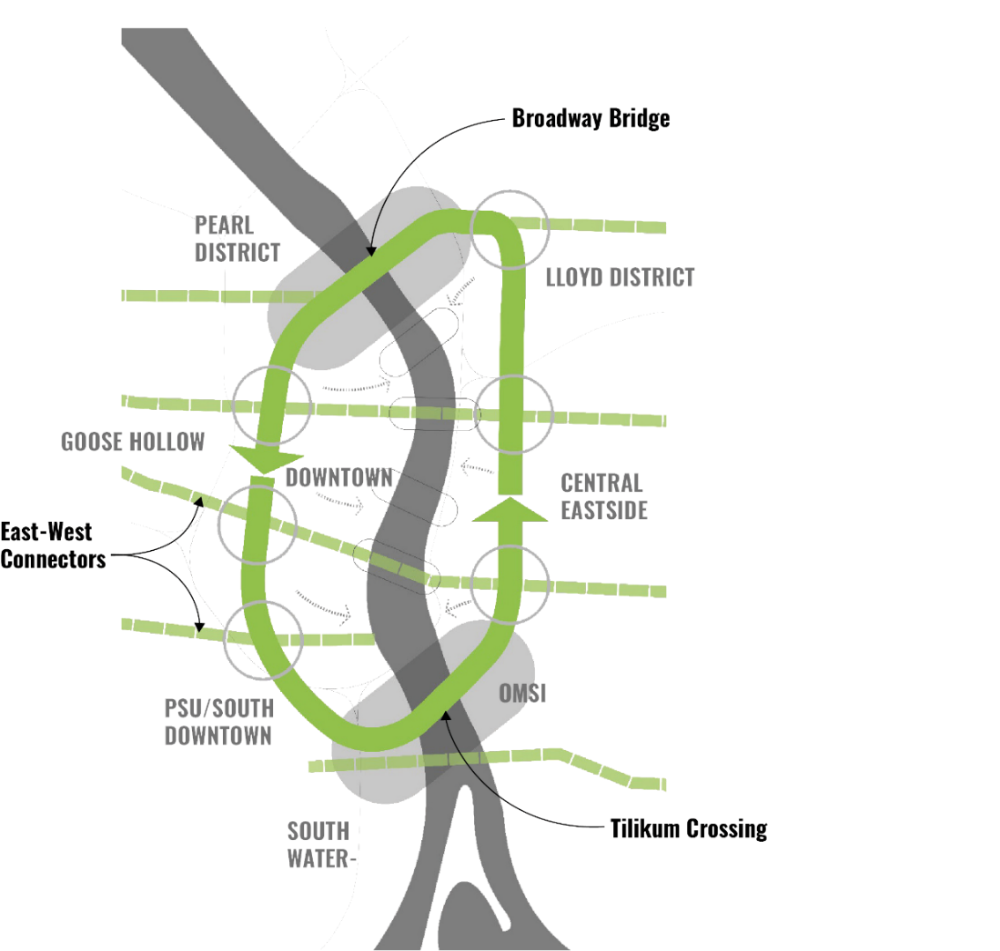 Broadway Bridge
PEARL
DISTRICT
LLOYD DISTRICT
GOOSE HOLLOW
DOWNTOWN
CENTRAL
EASTSIDE
East-West
Connectors
OMSI
PSU/SOUTH
DOWNTOWN
SOUTH
WATER-
Tilikum Crossing